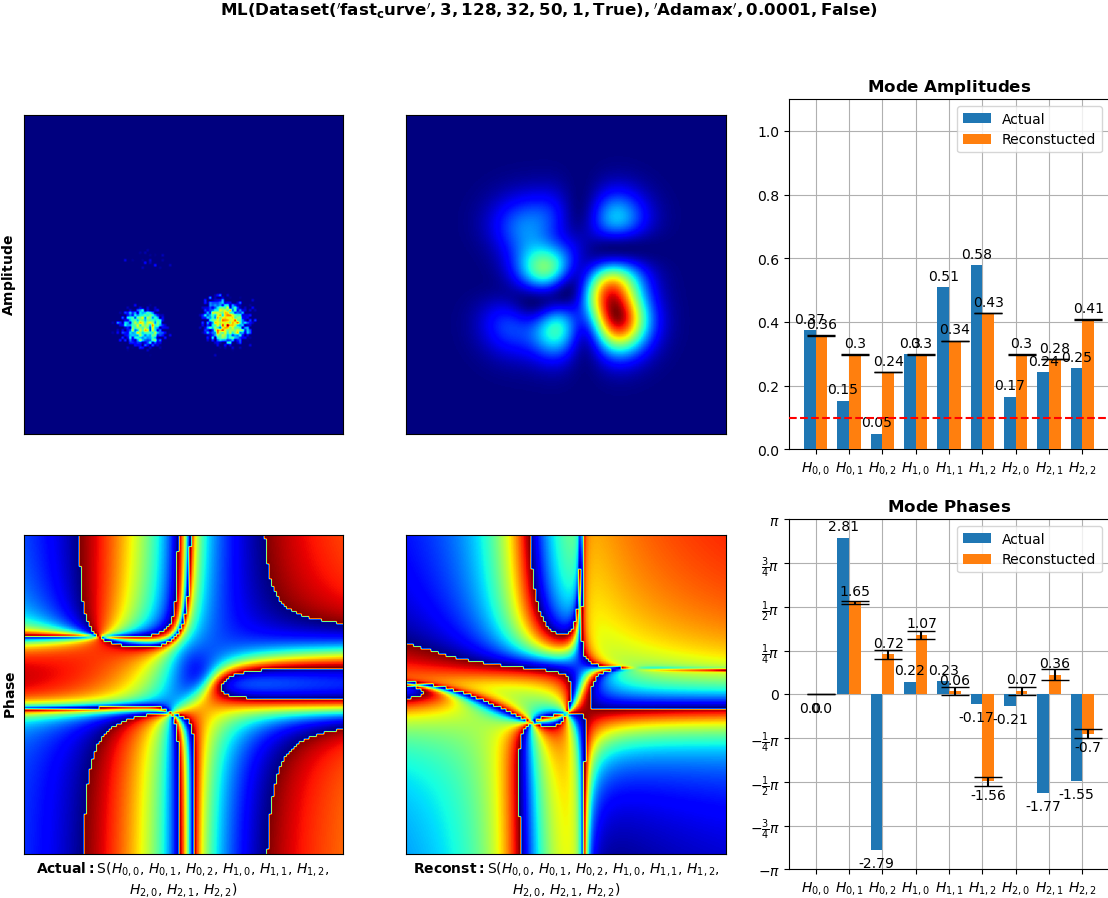 ML(Dataset('fast_curve', 3, 128, 32, 50, 1, True), 'Adamax', 0.0001, False)
Amplitude
Mode Amplitudes
Actual
Reconstucted
1.0
0.8
0.6
0.4
0.2
0.0
0.37
0.36
0.15
0.3
0.05
0.24
0.3
0.3
0.51
0.34
0.58
0.43
0.17
0.3
0.24
0.28
0.25
0.41
H0,0 H0,1 H0,2 H1,0 H1,1 H1,2 H2,0 H2,1 H2,2
Phase
Actual: S(H0,0, H0,1, H0,2, H1,0, H1,1, H1,2,
H2,0, H2,1, H2,2)
Reconst: S(H0,0, H0,1, H0,2, H1,0, H1,1, H1,2,
H2,0, H2,1, H2,2)
Mode Phases
Actual
Reconstucted
π
3/4π
1/2π
1/4π
0
−1/4π
−1/2π
−3/4π
−π
0.0
0.0
2.81
1.65
-2.79
0.72
0.22
1.07
0.23
0.06
-0.17
-1.56
-0.21
0.07
-1.77
0.36
-1.55
-0.7
H0,0 H0,1 H0,2 H1,0 H1,1 H1,2 H2,0 H2,1 H2,2